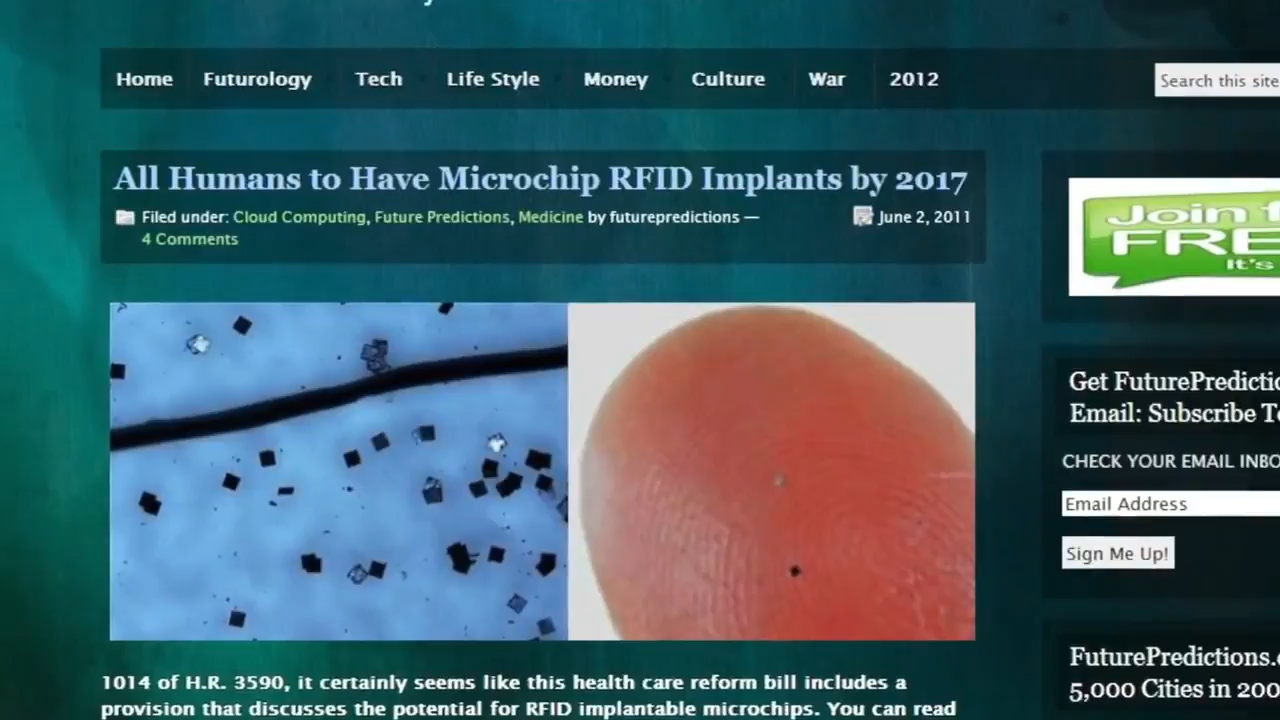 Home Futurology Tech Life Style Money Culture War 2012
Search this site
All Humans to Have Microchip RFID Implants by 2017
Filed under: Cloud Computing, Future Predictions, Medicine by futurepredictions — June 2, 2011
4 Comments
Join
FRE
It's
Get FuturePredictio
Email: Subscribe T
CHECK YOUR EMAIL INBO
Email Address
Sign Me Up!
FuturePredictions.
5,000 Cities in 200
1014 of H.R. 3590, it certainly seems like this health care reform bill includes a
provision that discusses the potential for RFID implantable microchips. You can read